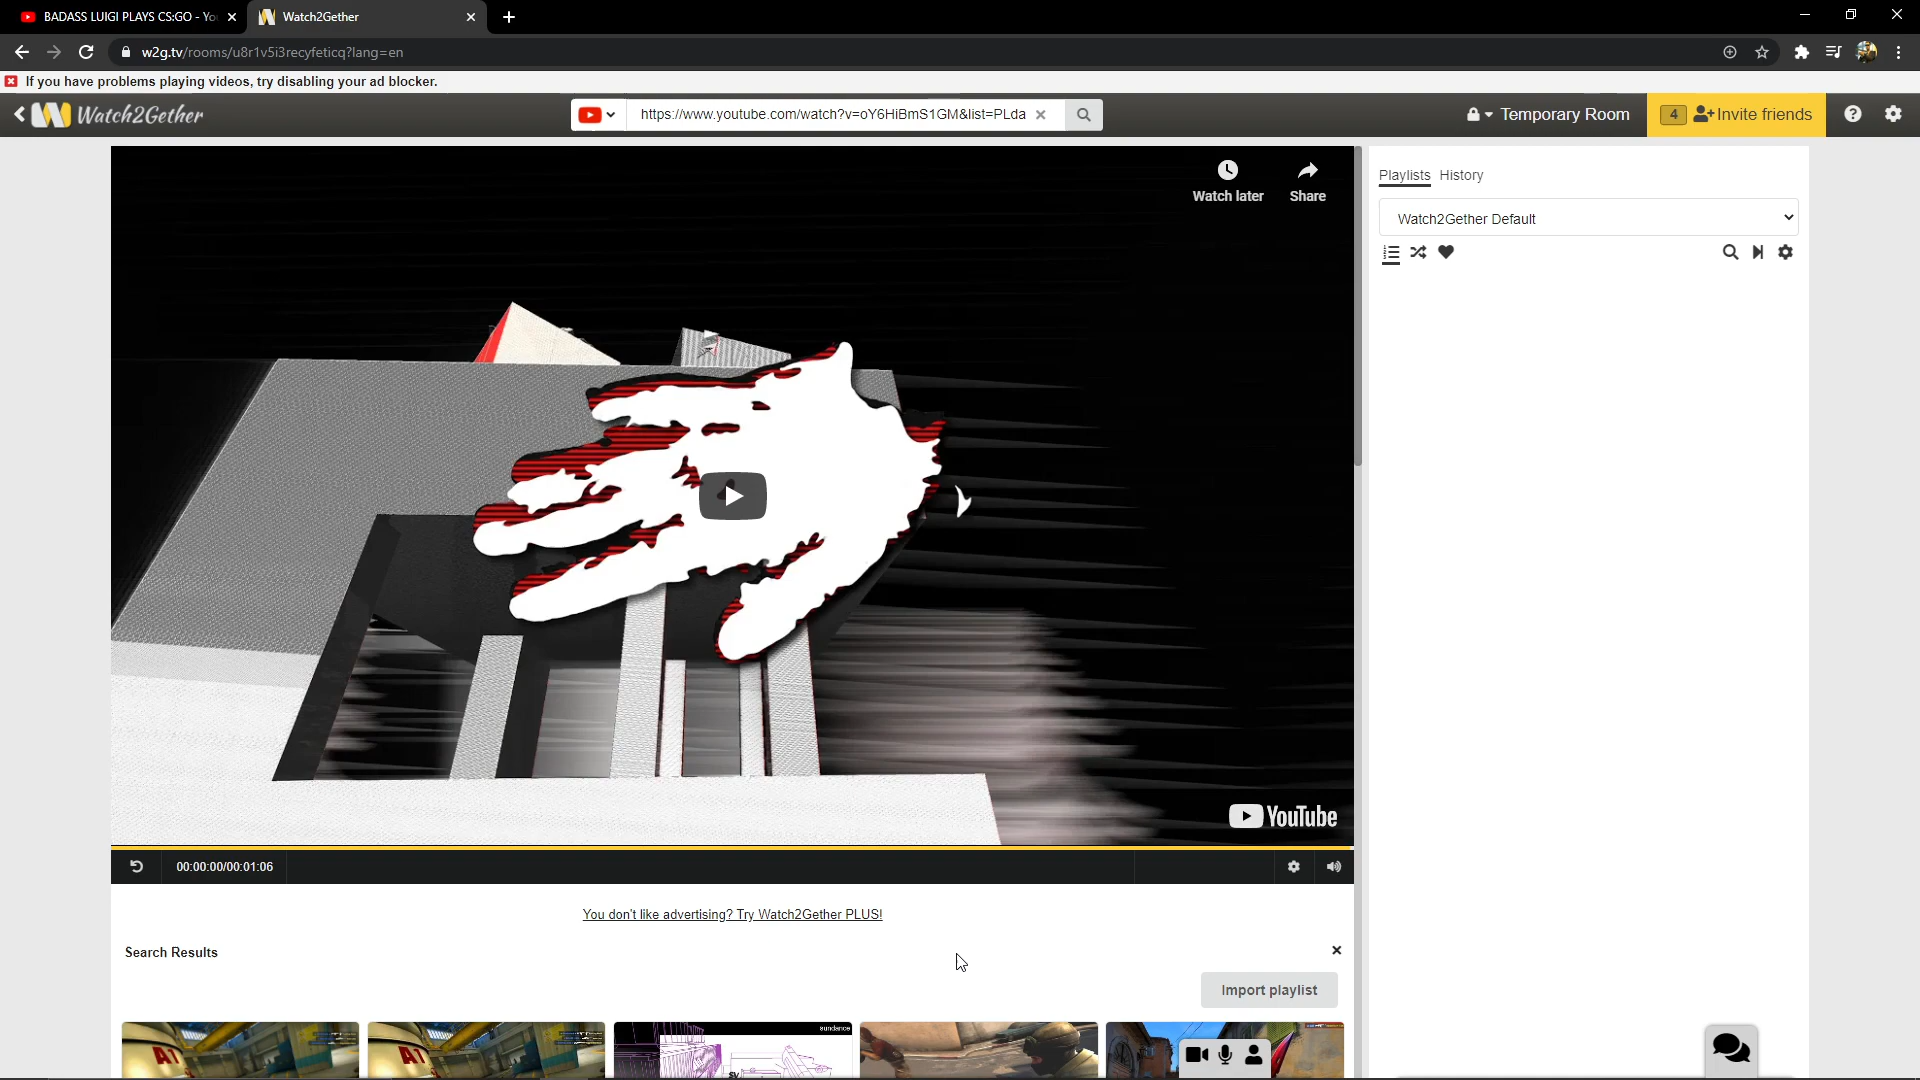 BADASS LUIGI PLAYS CS:GO - Yo
Watch2Gether
w2g.tv/rooms/u8r1v5i3recyfeticq?lang=en
If you have problems playing videos, try disabling your ad blocker.
Watch2Gether
https://www.youtube.com/watch?v=oY6HiBmS1GM&list=PLda
Temporary Room
4
Invite friends
Watch later
Share
Playlists
History
Watch2Gether Default
YouTube
00:00:00/00:01:06
You don't like advertising? Try Watch2Gether PLUS!
Search Results
Import playlist
sundance